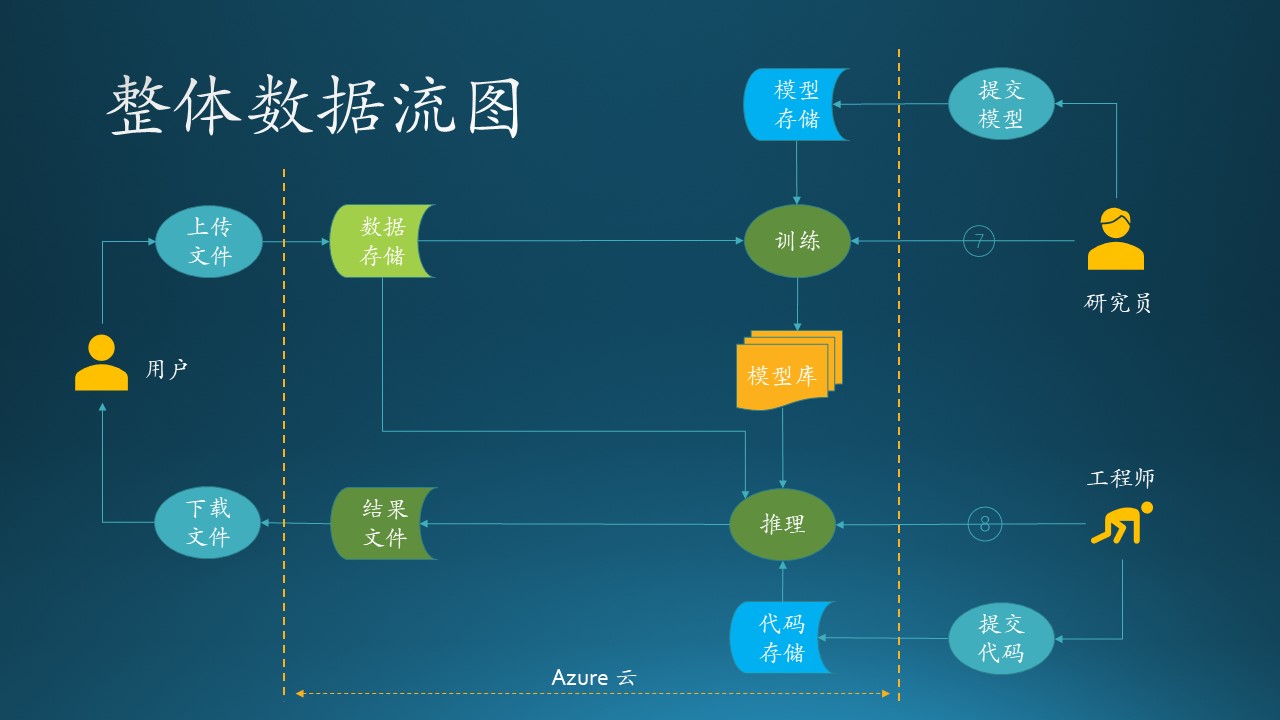 整体数据流图
模型
存储
提交
模型
上传
文件
数据
存储
训练
7
研究员
用户
模型库
工程师
下载
文件
结果
文件
推理
8
代码
存储
提交
代码
Azure 云